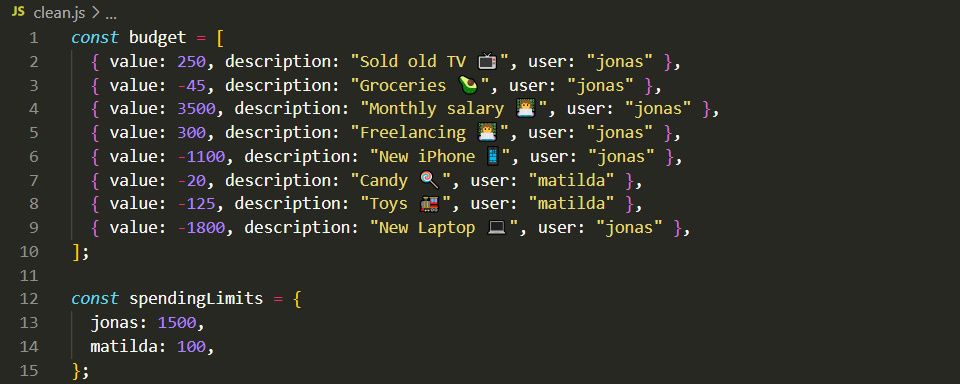 JS clean.js > ...
1 const budget = [
2 { value: 250, description: "Sold old TV 📺", user: "jonas" },
3 { value: -45, description: "Groceries 🥑", user: "jonas" },
4 { value: 3500, description: "Monthly salary 👨‍💻", user: "jonas" },
5 { value: 300, description: "Freelancing 👨‍💻", user: "jonas" },
6 { value: -1100, description: "New iPhone 📱", user: "jonas" },
7 { value: -20, description: "Candy 🍭", user: "matilda" },
8 { value: -125, description: "Toys 🚂", user: "matilda" },
9 { value: -1800, description: "New Laptop 💻", user: "jonas" },
10 ];
11
12 const spendingLimits = {
13 jonas: 1500,
14 matilda: 100,
15 };